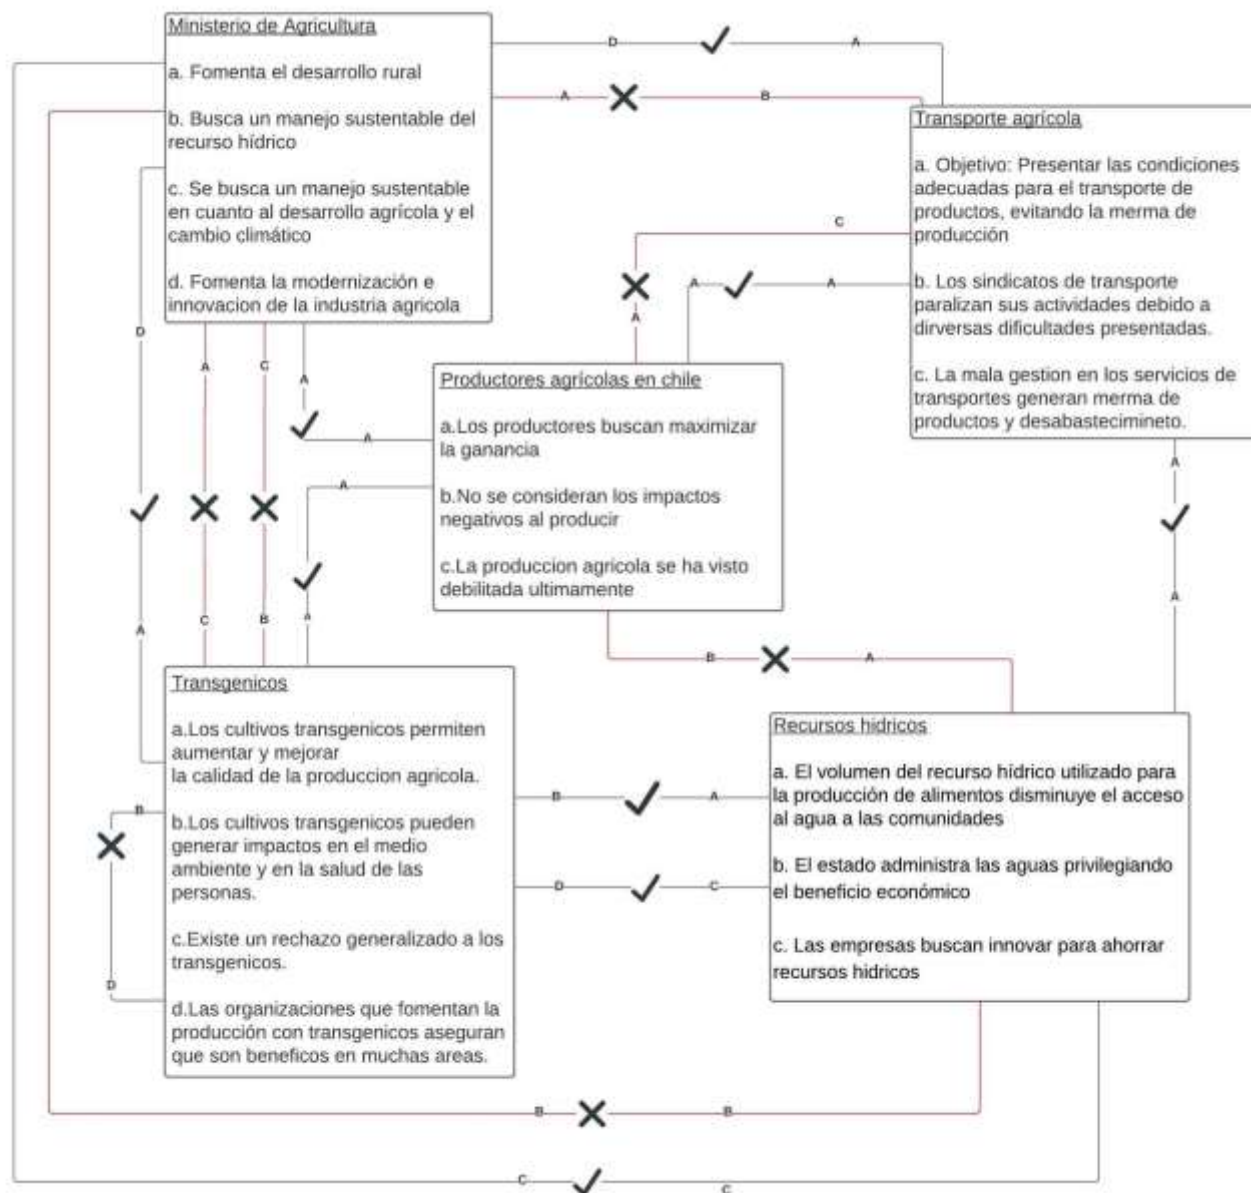 Ministerio de Agricultura
a. Fomenta el desarrollo rural
b. Busca un manejo sustentable del
recurso hídrico
c. Se busca un manejo sustentable
en cuanto al desarrollo agrícola y el
cambio climático
d. Fomenta la modernización e
innovacion de la industria agricola
D
A
A
B
Transporte agrícola
a. Objetivo: Presentar las condiciones
adecuadas para el transporte de
productos, evitando la merma de
producción
b. Los sindicatos de transporte
paralizan sus actividades debido a
dirversas dificultades presentadas.
c. La mala gestion en los servicios de
transportes generan merma de
productos y desabastecimineto.
C
A
A
A
D
A
C
A
A
Productores agrícolas en chile
a.Los productores buscan maximizar
la ganancia
b.No se consideran los impactos
negativos al producir
c.La produccion agricola se ha visto
debilitada ultimamente
A
A
A
C
B
A
A
B
A
Transgenicos
a.Los cultivos transgenicos permiten
aumentar y mejorar
la calidad de la produccion agricola.
b.Los cultivos transgenicos pueden
generar impactos en el medio
ambiente y en la salud de las
personas.
c.Existe un rechazo generalizado a los
transgenicos.
d.Las organizaciones que fomentan la
producción con transgenicos aseguran
que son beneficos en muchas areas.
B
D
B
A
D
C
Recursos hidricos
a. El volumen del recurso hídrico utilizado para
la producción de alimentos disminuye el acceso
al agua a las comunidades
b. El estado administra las aguas privilegiando
el beneficio económico
c. Las empresas buscan innovar para ahorrar
recursos hidricos
B
B
C
C